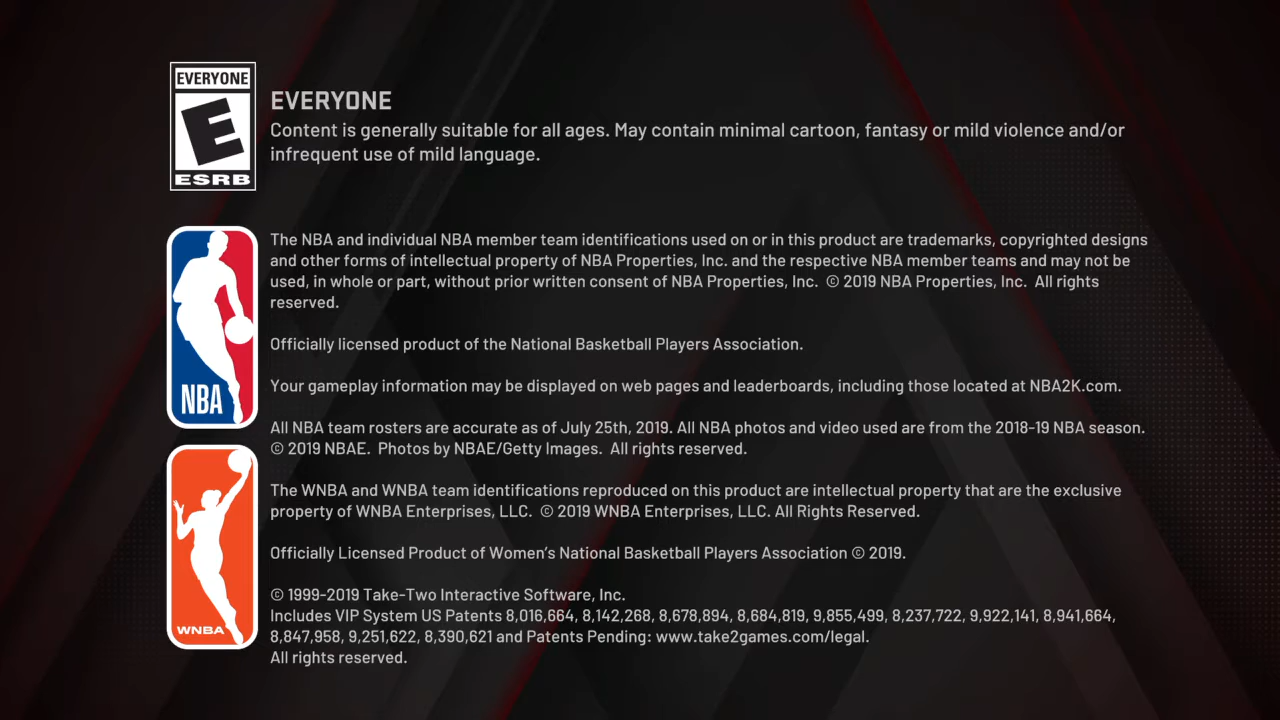 EVERYONE
E
ESRB
EVERYONE
Content is generally suitable for all ages. May contain minimal cartoon, fantasy or mild violence and/or
infrequent use of mild language.
NBA
The NBA and individual NBA member team identifications used on or in this product are trademarks, copyrighted designs
and other forms of intellectual property of NBA Properties, Inc. and the respective NBA member teams and may not be
used, in whole or part, without prior written consent of NBA Properties, Inc. © 2019 NBA Properties, Inc. All rights
reserved.
Officially licensed product of the National Basketball Players Association.
Your gameplay information may be displayed on web pages and leaderboards, including those located at NBA2K.com.
All NBA team rosters are accurate as of July 25th, 2019. All NBA photos and video used are from the 2018-19 NBA season.
© 2019 NBAE. Photos by NBAE/Getty Images. All rights reserved.
WNBA
The WNBA and WNBA team identifications reproduced on this product are intellectual property that are the exclusive
property of WNBA Enterprises, LLC. © 2019 WNBA Enterprises, LLC. All Rights Reserved.
Officially Licensed Product of Women's National Basketball Players Association © 2019.
© 1999-2019 Take-Two Interactive Software, Inc.
Includes VIP System US Patents 8,016,664, 8,142,268, 8,678,894, 8,684,819, 9,855,499, 8,237,722, 9,922,141, 8,941,664,
8,847,958, 9,251,622, 8,390,621 and Patents Pending: www.take2games.com/legal.
All rights reserved.